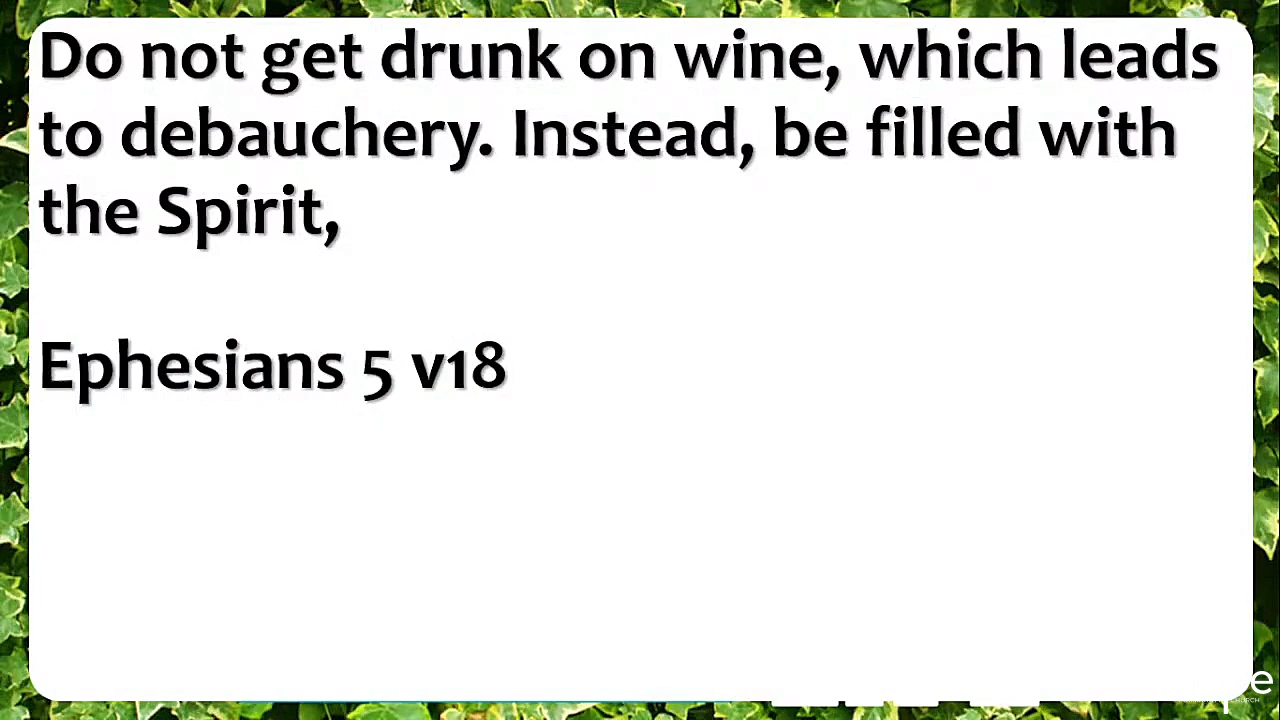 Do not get drunk on wine, which leads
to debauchery. Instead, be filled with
the Spirit,
Ephesians 5 v18